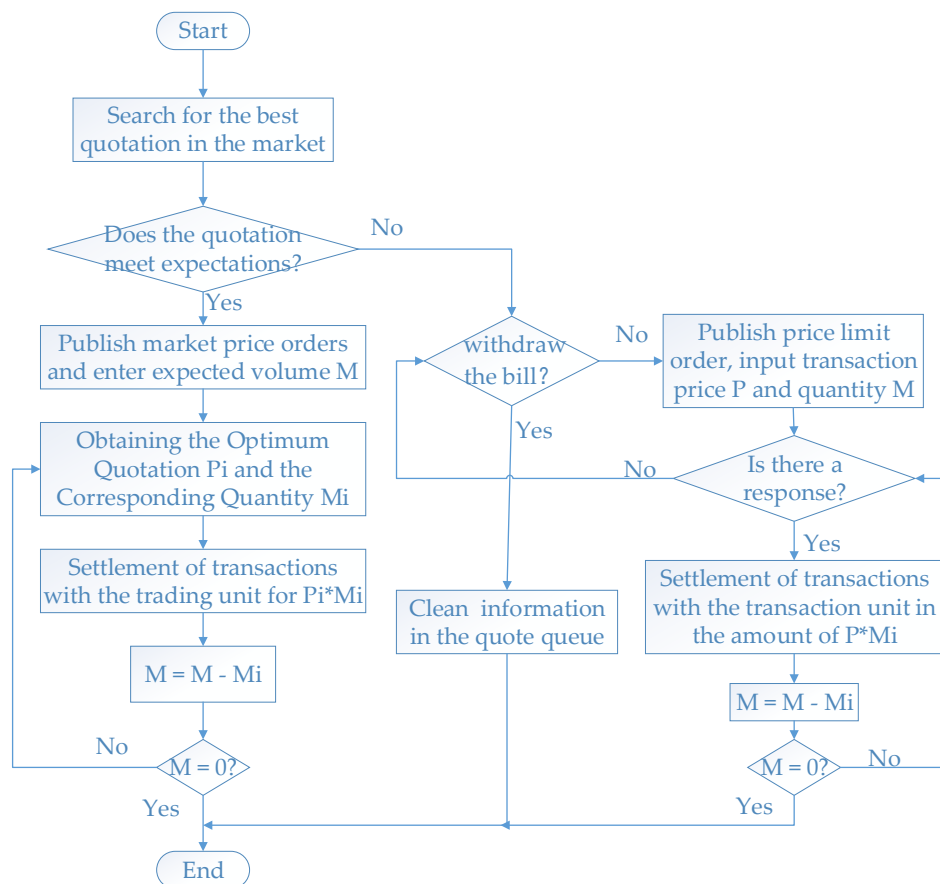 Start
Search for the best
quotation in the market
Does the quotation
meet expectations?
No
Yes
Publish market price orders
and enter expected volume M
Obtaining the Optimum
Quotation Pi and the
Corresponding Quantity Mi
Settlement of transactions
with the trading unit for Pi*Mi
M = M - Mi
No
M = 0?
Yes
End
withdraw
the bill?
No
Yes
Clean information
in the quote queue
Publish price limit
order, input transaction
price P and quantity M
Is there a
response?
No
Yes
Settlement of transactions
with the transaction unit in
the amount of P*Mi
M = M - Mi
M = 0?
No
Yes